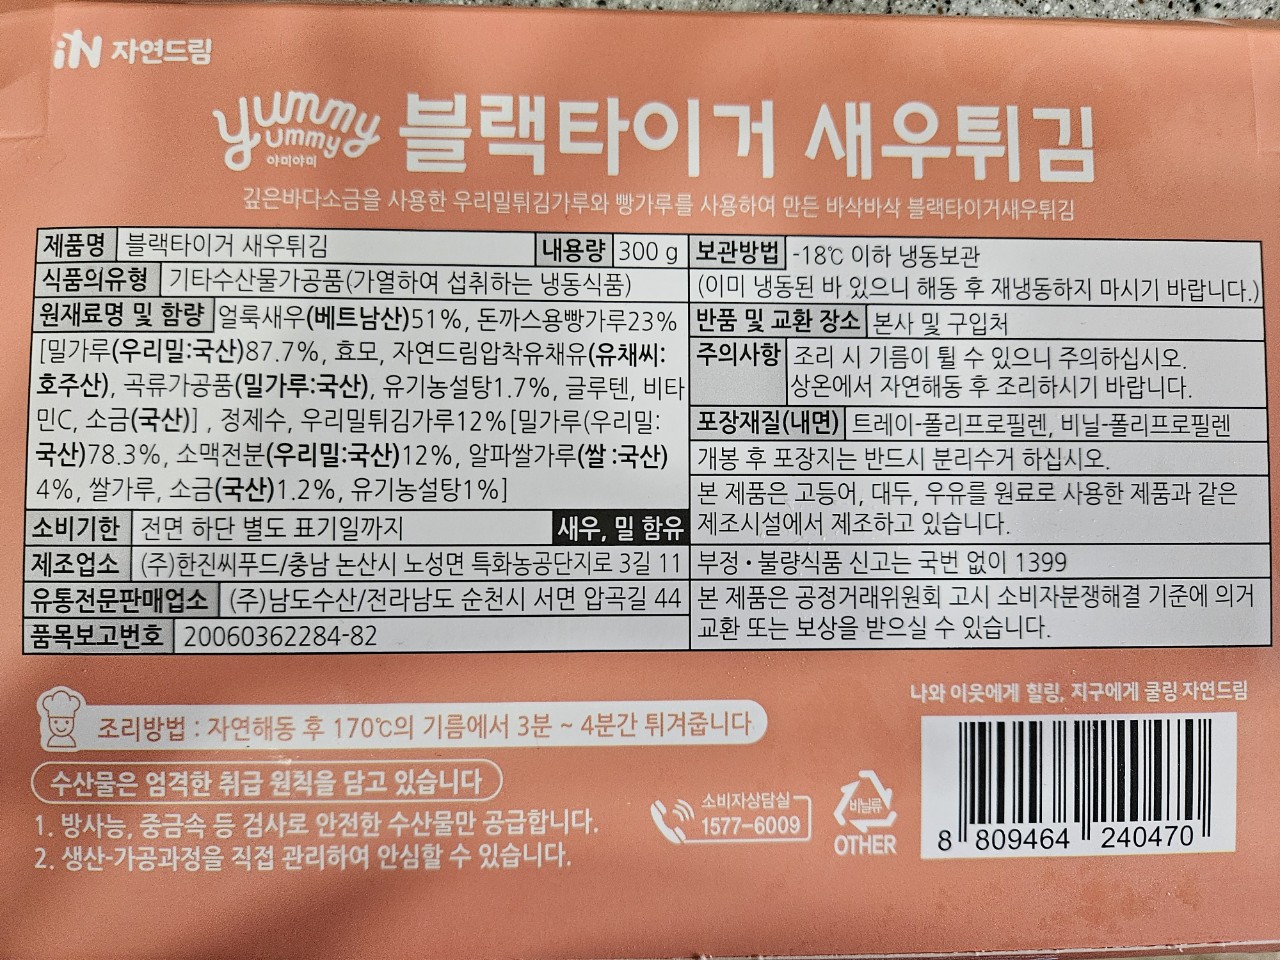 iN 자연드림
yummy yummy 야미야미 블랙타이거 새우튀김
깊은바다소금을 사용한 우리밀튀김가루와 빵가루를 사용하여 만든 바삭바삭 블랙타이거새우튀김
제품명 블랙타이거 새우튀김 내용량 300 g
식품의유형 기타수산물가공품(가열하여 섭취하는 냉동식품)
원재료명 및 함량 얼룩새우(베트남산)51%, 돈까스용빵가루23%
[밀가루(우리밀:국산)87.7%, 효모, 자연드림압착유채유(유채씨:
호주산), 곡류가공품(밀가루:국산), 유기농설탕1.7%, 글루텐, 비타
민C, 소금(국산)] , 정제수, 우리밀튀김가루12%[밀가루(우리밀:
국산)78.3%, 소맥전분(우리밀:국산)12%, 알파쌀가루(쌀 :국산)
4%, 쌀가루, 소금(국산)1.2%, 유기농설탕1%]
소비기한 전면 하단 별도 표기일까지 새우, 밀 함유
제조업소 (주)한진씨푸드/충남 논산시 노성면 특화농공단지로 3길 11
유통전문판매업소 (주)남도수산/전라남도 순천시 서면 압곡길 44
품목보고번호 20060362284-82
보관방법 -18℃ 이하 냉동보관
(이미 냉동된 바 있으니 해동 후 재냉동하지 마시기 바랍니다.)
반품 및 교환 장소 본사 및 구입처
주의사항 조리 시 기름이 튈 수 있으니 주의하십시오.
상온에서 자연해동 후 조리하시기 바랍니다.
포장재질(내면) 트레이-폴리프로필렌, 비닐-폴리프로필렌
개봉 후 포장지는 반드시 분리수거 하십시오.
본 제품은 고등어, 대두, 우유를 원료로 사용한 제품과 같은
제조시설에서 제조하고 있습니다.
부정 • 불량식품 신고는 국번 없이 1399
본 제품은 공정거래위원회 고시 소비자분쟁해결 기준에 의거
교환 또는 보상을 받으실 수 있습니다.
조리방법 : 자연해동 후 170℃의 기름에서 3분 ~ 4분간 튀겨줍니다
수산물은 엄격한 취급 원칙을 담고 있습니다
1. 방사능, 중금속 등 검사로 안전한 수산물만 공급합니다.
2. 생산-가공과정을 직접 관리하여 안심할 수 있습니다.
소비자상담실
1577-6009
비닐류
OTHER
나와 이웃에게 힐링, 지구에게 쿨링 자연드림
8 809464 240470